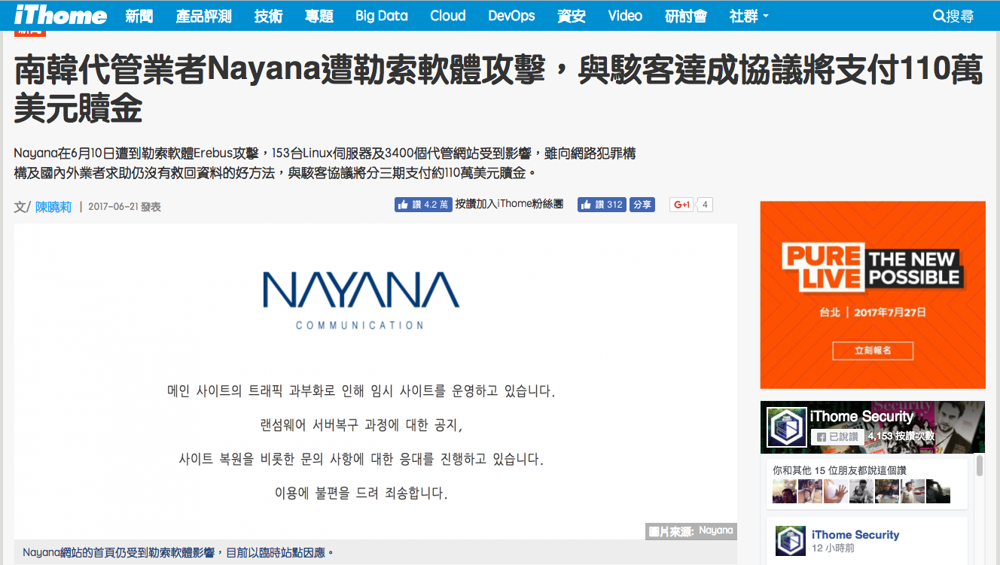 iThome 新聞 產品評測 技術 專題 Big Data Cloud DevOps 資安 Video 研討會 社群 搜尋
新聞
南韓代管業者Nayana遭勒索軟體攻擊，與駭客達成協議將支付110萬
美元贖金
Nayana在6月10日遭到勒索軟體Erebus攻擊，153台Linux伺服器及3400個代管網站受到影響，雖向網路犯罪構
構及國內外業者求助仍沒有救回資料的好方法，與駭客協議將分三期支付約110萬美元贖金。
文/ 陳曉莉 | 2017-06-21 發表
讚 4.2 萬 按讚加入iThome粉絲團 讚 312 分享 G+1 4
NAYANA
COMMUNICATION
메인 사이트의 트래픽 과부화로 인해 임시 사이트를 운영하고 있습니다.
랜섬웨어 서버복구 과정에 대한 공지,
사이트 복원을 비롯한 문의 사항에 대한 응대를 진행하고 있습니다.
이용에 불편을 드려 죄송합니다.
圖片來源: Nayana
Nayana網站的首頁仍受到勒索軟體影響，目前以臨時站點因應。
PURE LIVE
THE NEW
POSSIBLE
台北 | 2017年7月27日
立刻報名
iThome Security
已說讚 4,153 按讚次數
你和其他 15 位朋友都說這個讚
iThome Security
12 小時前